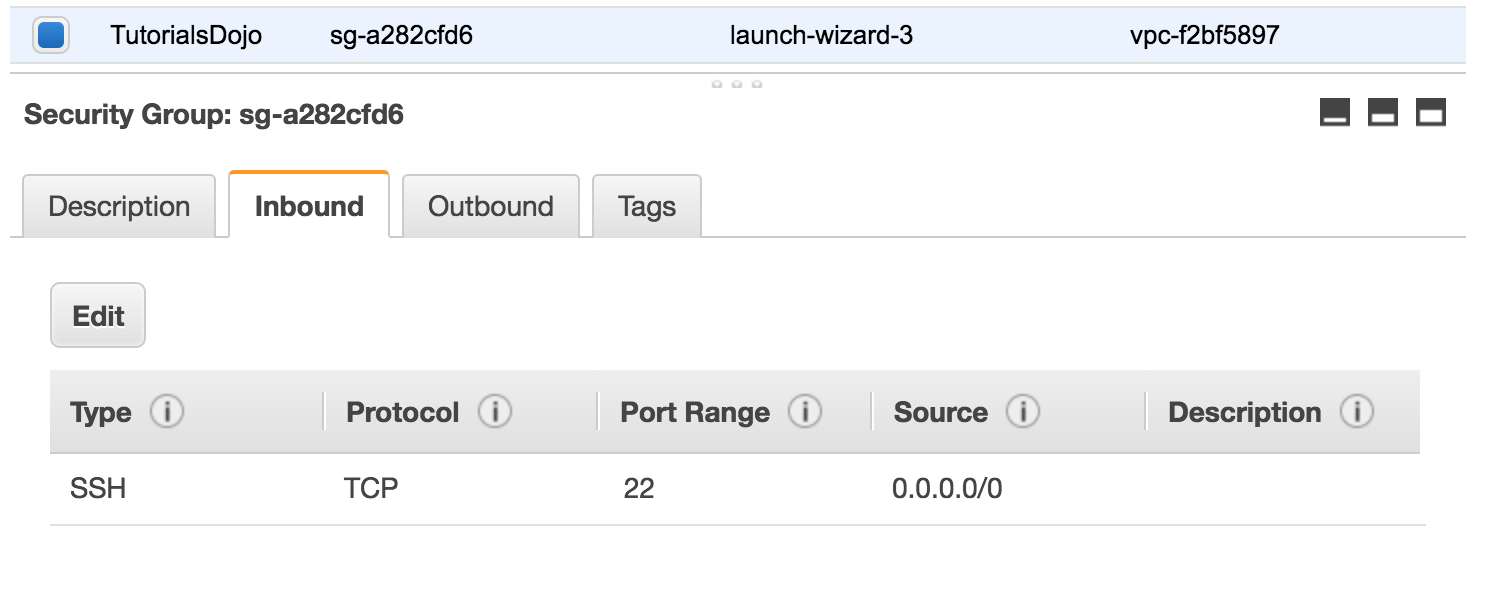 TutorialsDojo sg-a282cfd6 launch-wizard-3 vpc-f2bf5897
Security Group: sg-a282cfd6
Description Inbound Outbound Tags
Edit
Type i Protocol i Port Range i Source i Description i
SSH TCP 22 0.0.0.0/0